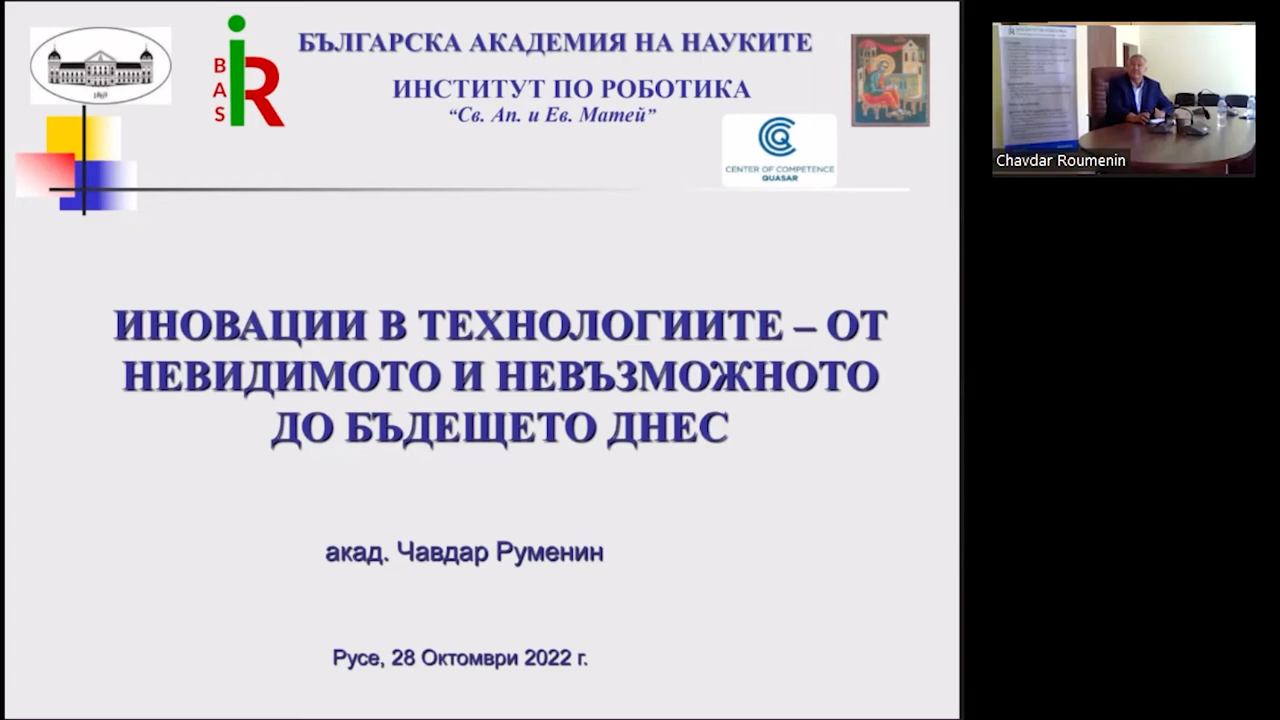 БЪЛГАРСКА АКАДЕМИЯ НА НАУКИТЕ
ИНСТИТУТ ПО РОБОТИКА
“Св. Ап. и Ев. Матей”
1869
BAS
iR
CENTER OF COMPETENCE
QUASAR
ИНОВАЦИИ В ТЕХНОЛОГИИТЕ – ОТ
НЕВИДИМОТО И НЕВЪЗМОЖНОТО
ДО БЪДЕЩЕТО ДНЕС
акад. Чавдар Руменин
Русе, 28 Октомври 2022 г.
Chavdar Roumenin